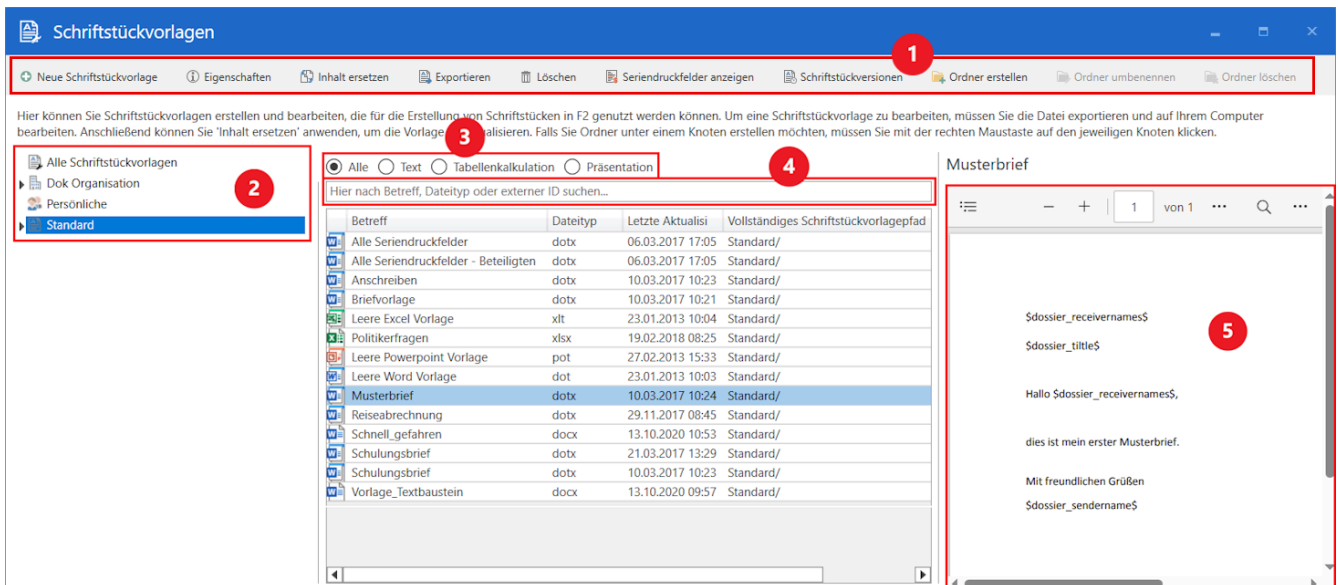 Schriftstückvorlagen
1
Neue Schriftstückvorlage Eigenschaften Inhalt ersetzen Exportieren Löschen Seriendruckfelder anzeigen Schriftstückversionen Ordner erstellen Ordner umbenennen Ordner löschen
Hier können Sie Schriftstückvorlagen erstellen und bearbeiten, die für die Erstellung von Schriftstücken in F2 genutzt werden können. Um eine Schriftstückvorlage zu bearbeiten, müssen Sie die Datei exportieren und auf Ihrem Computer
bearbeiten. Anschließend können Sie 'Inhalt ersetzen' anwenden, um die Vorlage alisieren. Falls Sie Ordner unter einem Knoten erstellen möchten, müssen Sie mit der rechten Maustaste auf den jeweiligen Knoten klicken.
Alle Schriftstückvorlagen
Dok Organisation
Persönliche
Standard
2
3
Alle Text Tabellenkalkulation Präsentation
4
Hier nach Betreff, Dateityp oder externer ID suchen...
Betreff Dateityp Letzte Aktualisi Vollständiges Schriftstückvorlagepfad
Alle Seriendruckfelder dotx 06.03.2017 17:05 Standard/
Alle Seriendruckfelder - Beteiligten dotx 06.03.2017 17:05 Standard/
Anschreiben dotx 10.03.2017 10:23 Standard/
Briefvorlage dotx 10.03.2017 10:21 Standard/
Leere Excel Vorlage xlt 23.01.2013 10:04 Standard/
Politikerfragen xlsx 19.02.2018 08:25 Standard/
Leere Powerpoint Vorlage pot 27.02.2013 15:33 Standard/
Leere Word Vorlage dot 23.01.2013 10:03 Standard/
Musterbrief dotx 10.03.2017 10:24 Standard/
Reiseabrechnung dotx 29.11.2017 08:45 Standard/
Schnell_gefahren docx 13.10.2020 10:53 Standard/
Schulungsbrief dotx 21.03.2017 13:29 Standard/
Schulungsbrief dotx 10.03.2017 10:23 Standard/
Vorlage_Textbaustein docx 13.10.2020 09:57 Standard/
Musterbrief
1 von 1
$dossier_receivernames$
$dossier_tiltle$
5
Hallo $dossier_receivernames$,
dies ist mein erster Musterbrief.
Mit freundlichen Grüßen
$dossier_sendername$